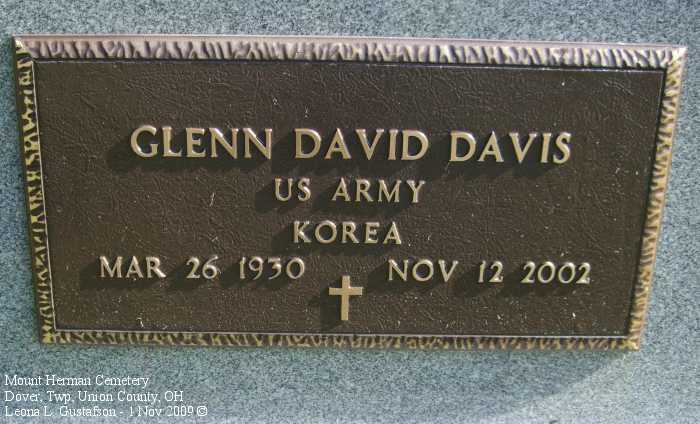 GLENN DAVID DAVIS
US ARMY
KOREA
MAR 26 1930 NOV 12 2002
Mount Herman Cemetery
Dover, Twp, Union County, OH
Leona L. Gustafson - 1 Nov 2009 ©